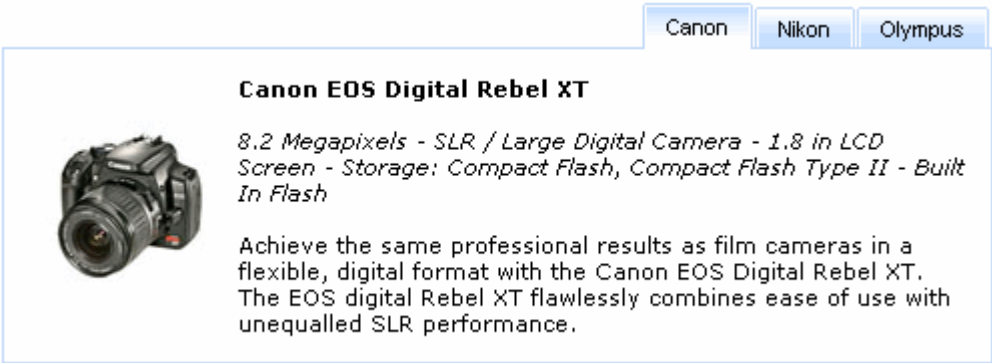 Canon Nikon Olympus
Canon EOS Digital Rebel XT
8.2 Megapixels - SLR / Large Digital Camera - 1.8 in LCD
Screen - Storage: Compact Flash, Compact Flash Type II - Built
In Flash
Achieve the same professional results as film cameras in a
flexible, digital format with the Canon EOS Digital Rebel XT.
The EOS digital Rebel XT flawlessly combines ease of use with
unequalled SLR performance.
Canon